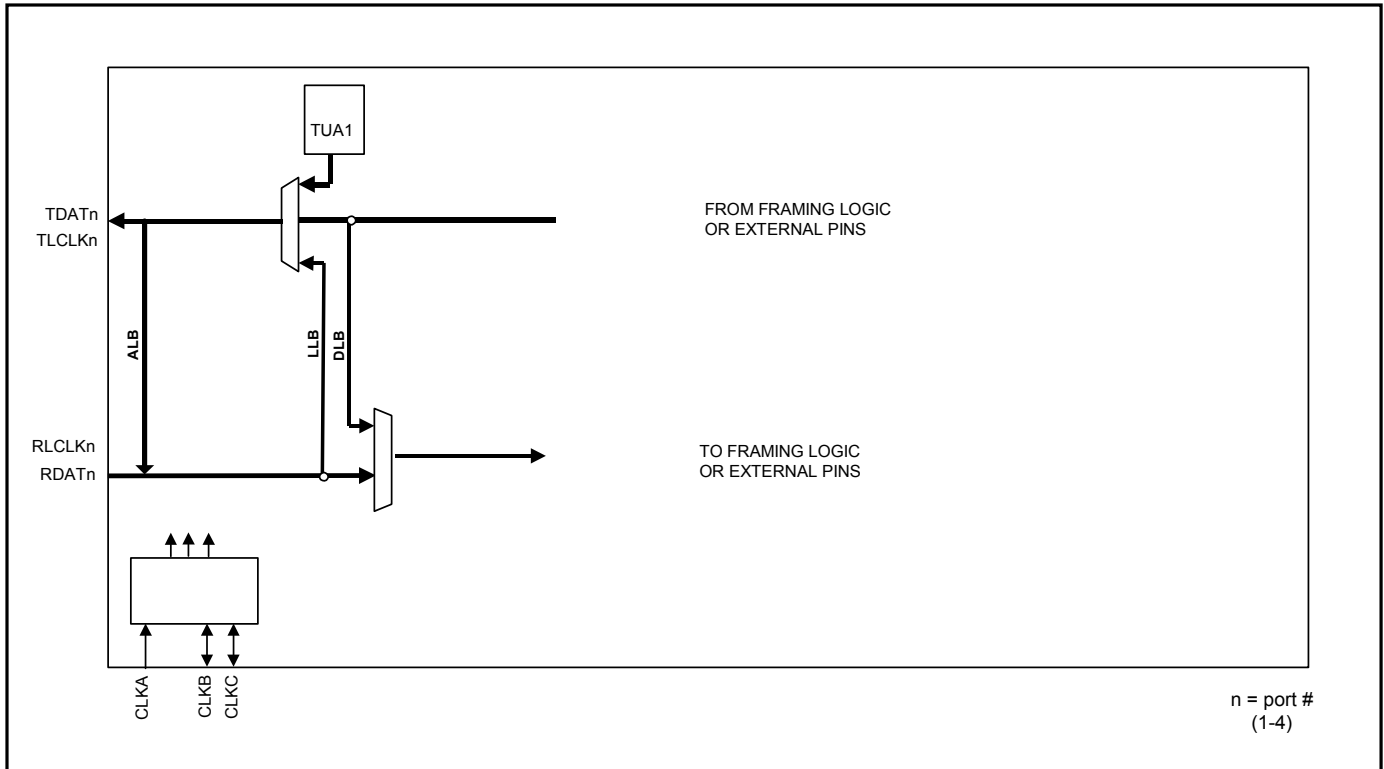 TUA1
TDATn
TLCLKn
FROM FRAMING LOGIC
OR EXTERNAL PINS
ALB
LLB
DLB
RLCLKn
RDATn
TO FRAMING LOGIC
OR EXTERNAL PINS
CLKA
CLKB
CLKC
n = port #
(1-4)